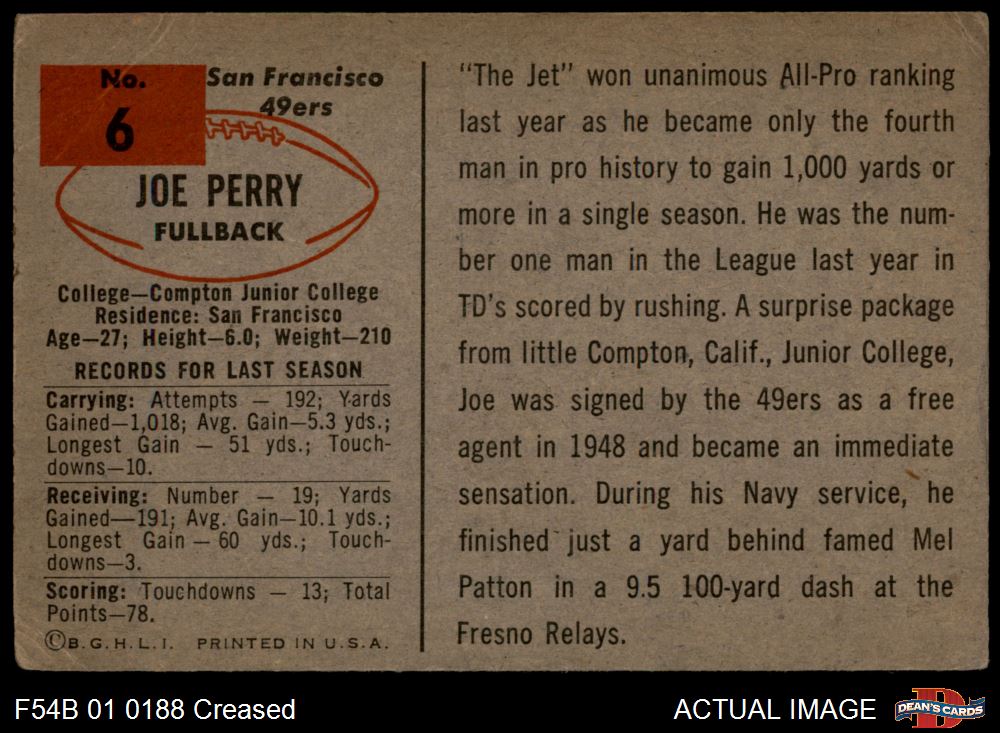 No.
6
San Francisco
49ers
JOE PERRY
FULLBACK
College—Compton Junior College
Residence: San Francisco
Age—27; Height—6.0; Weight—210
RECORDS FOR LAST SEASON
Carrying: Attempts — 192; Yards
Gained—1,018; Avg. Gain—5.3 yds.;
Longest Gain — 51 yds.; Touch-
downs—10.
Receiving: Number — 19; Yards
Gained—191; Avg. Gain—10.1 yds.;
Longest Gain — 60 yds.; Touch-
downs—3.
Scoring: Touchdowns — 13; Total
Points—78.
©B.G.H.L.I. PRINTED IN U.S.A.
"The Jet" won unanimous All-Pro ranking
last year as he became only the fourth
man in pro history to gain 1,000 yards or
more in a single season. He was the num-
ber one man in the League last year in
TD's scored by rushing. A surprise package
from little Compton, Calif., Junior College,
Joe was signed by the 49ers as a free
agent in 1948 and became an immediate
sensation. During his Navy service, he
finished just a yard behind famed Mel
Patton in a 9.5 100-yard dash at the
Fresno Relays.
F54B 01 0188 Creased
ACTUAL IMAGE
D
DEAN'S CARDS